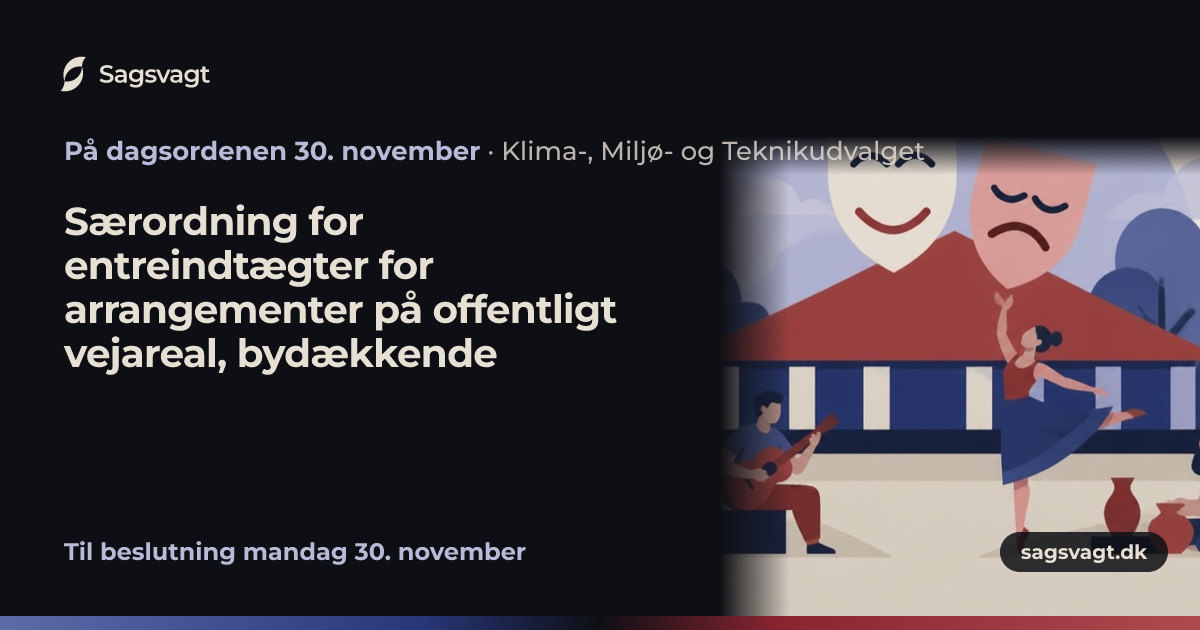 Sagsvagt
På dagsordenen 30. november · Klima-, Miljø- og Teknikudvalget
Særordning for
entreindtægter for
arrangementer på offentligt
vejareal, bydækkende
Til beslutning mandag 30. november
sagsvagt.dk